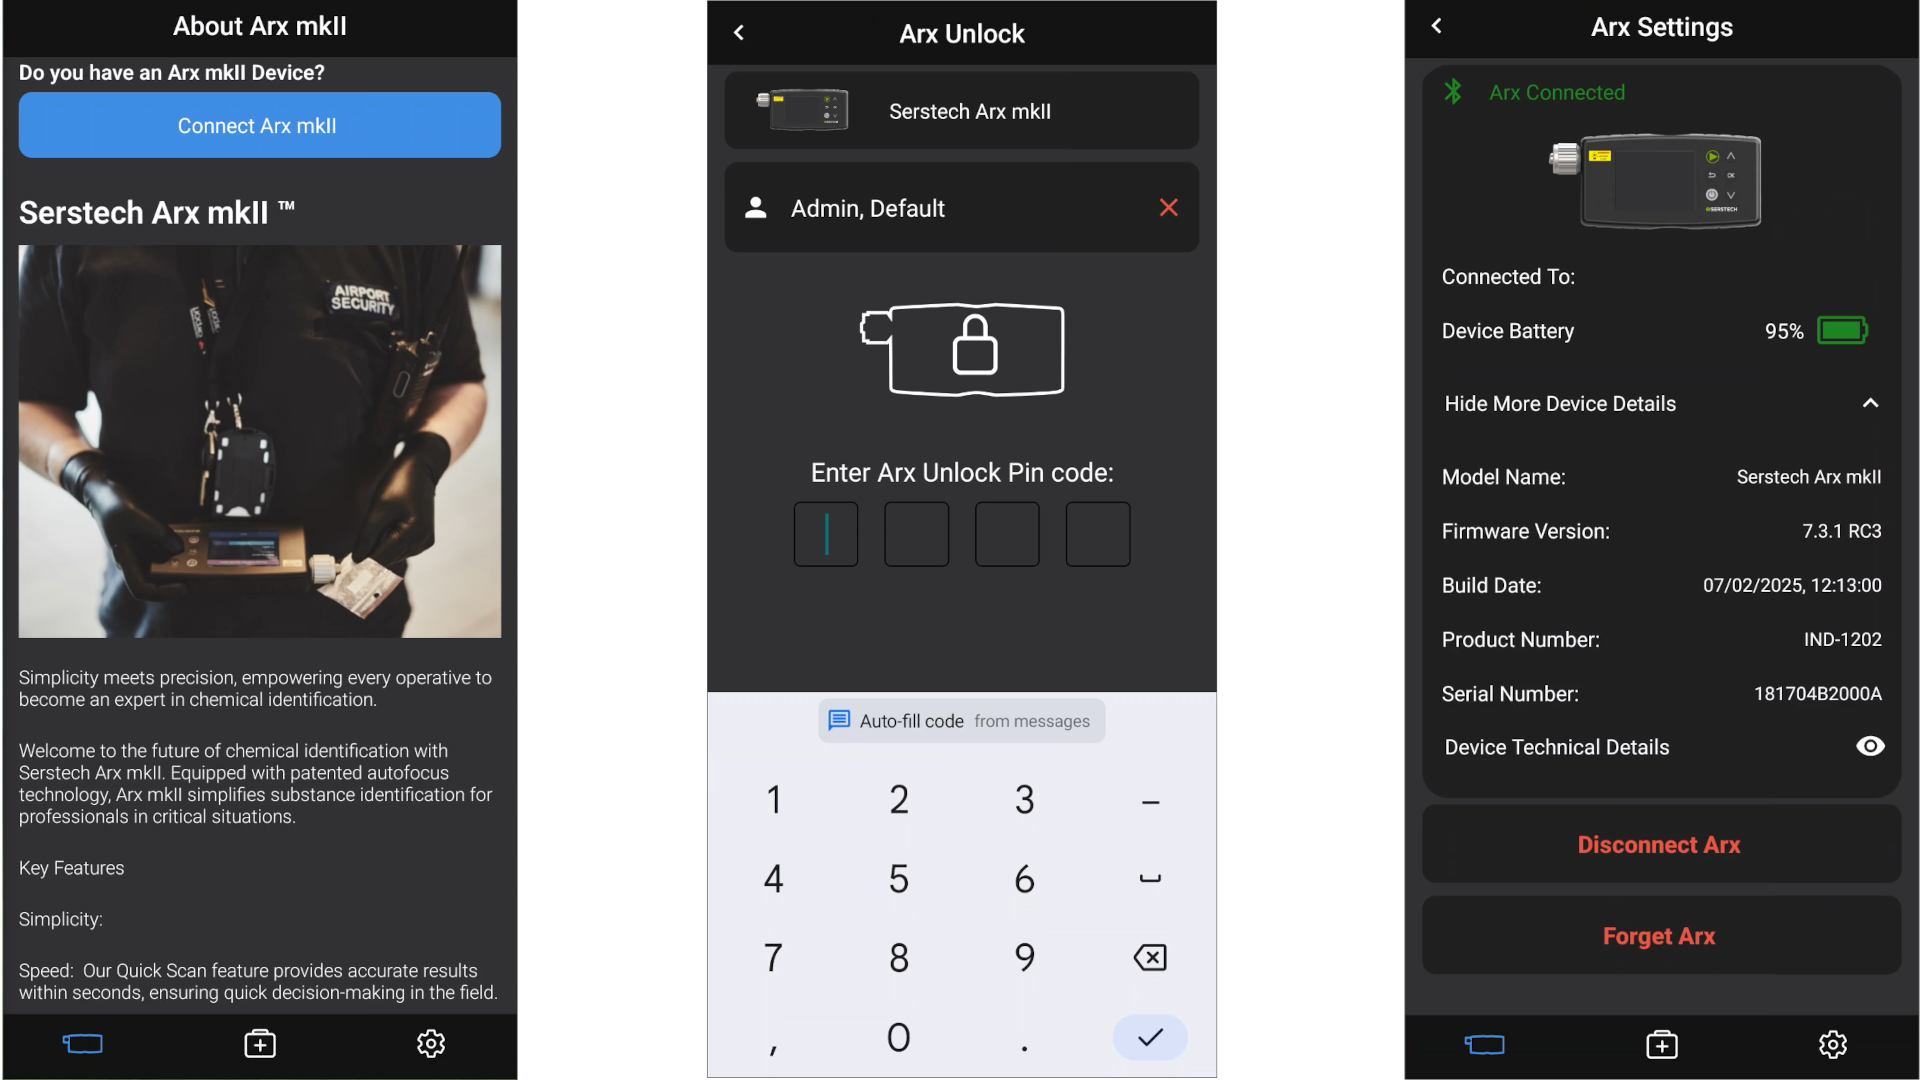 About Arx mkII
Do you have an Arx mkII Device?
Connect Arx mkII
Serstech Arx mkII ™
AIRPORT
SECURITY
Simplicity meets precision, empowering every operative to
become an expert in chemical identification.
Welcome to the future of chemical identification with
Serstech Arx mkII. Equipped with patented autofocus
technology, Arx mkII simplifies substance identification for
professionals in critical situations.
Key Features
Simplicity:
Speed: Our Quick Scan feature provides accurate results
within seconds, ensuring quick decision-making in the field.
Arx Unlock
Serstech Arx mkII
Admin, Default
Enter Arx Unlock Pin code:
Auto-fill code from messages
1 2 3 –
4 5 6
7 8 9
, 0 .
Arx Settings
Arx Connected
OK
SERSTECH
Connected To:
Device Battery 95%
Hide More Device Details
Model Name: Serstech Arx mkII
Firmware Version: 7.3.1 RC3
Build Date: 07/02/2025, 12:13:00
Product Number: IND-1202
Serial Number: 181704B2000A
Device Technical Details
Disconnect Arx
Forget Arx